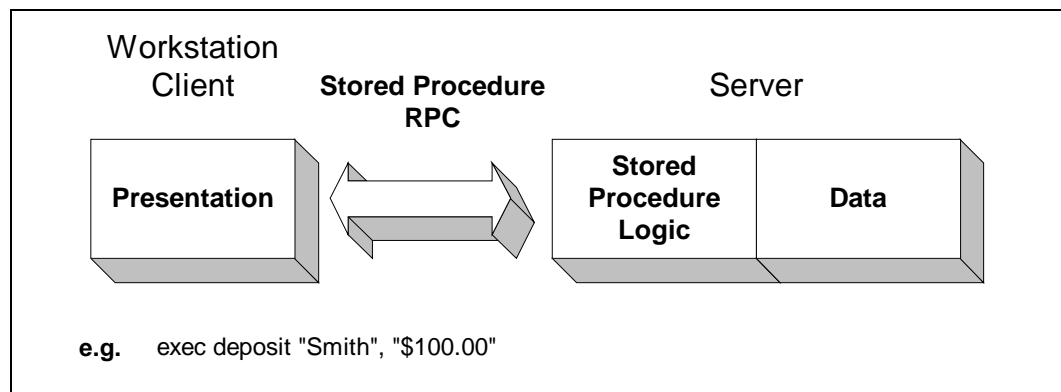 Workstation
Client
Stored Procedure
RPC
Server
Presentation
Stored
Procedure
Logic
Data
e.g. exec deposit "Smith", "$100.00"